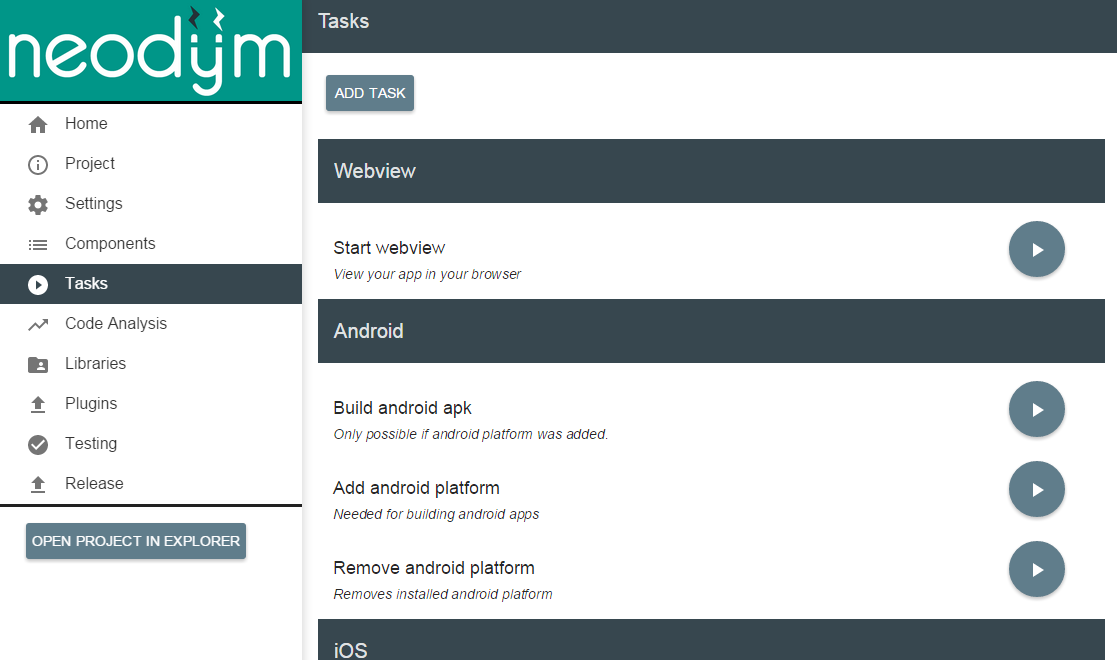 neodym
Home
Project
Settings
Components
Tasks
Code Analysis
Libraries
Plugins
Testing
Release
OPEN PROJECT IN EXPLORER
Tasks
ADD TASK
Webview
Start webview
View your app in your browser
Android
Build android apk
Only possible if android platform was added.
Add android platform
Needed for building android apps
Remove android platform
Removes installed android platform
iOS